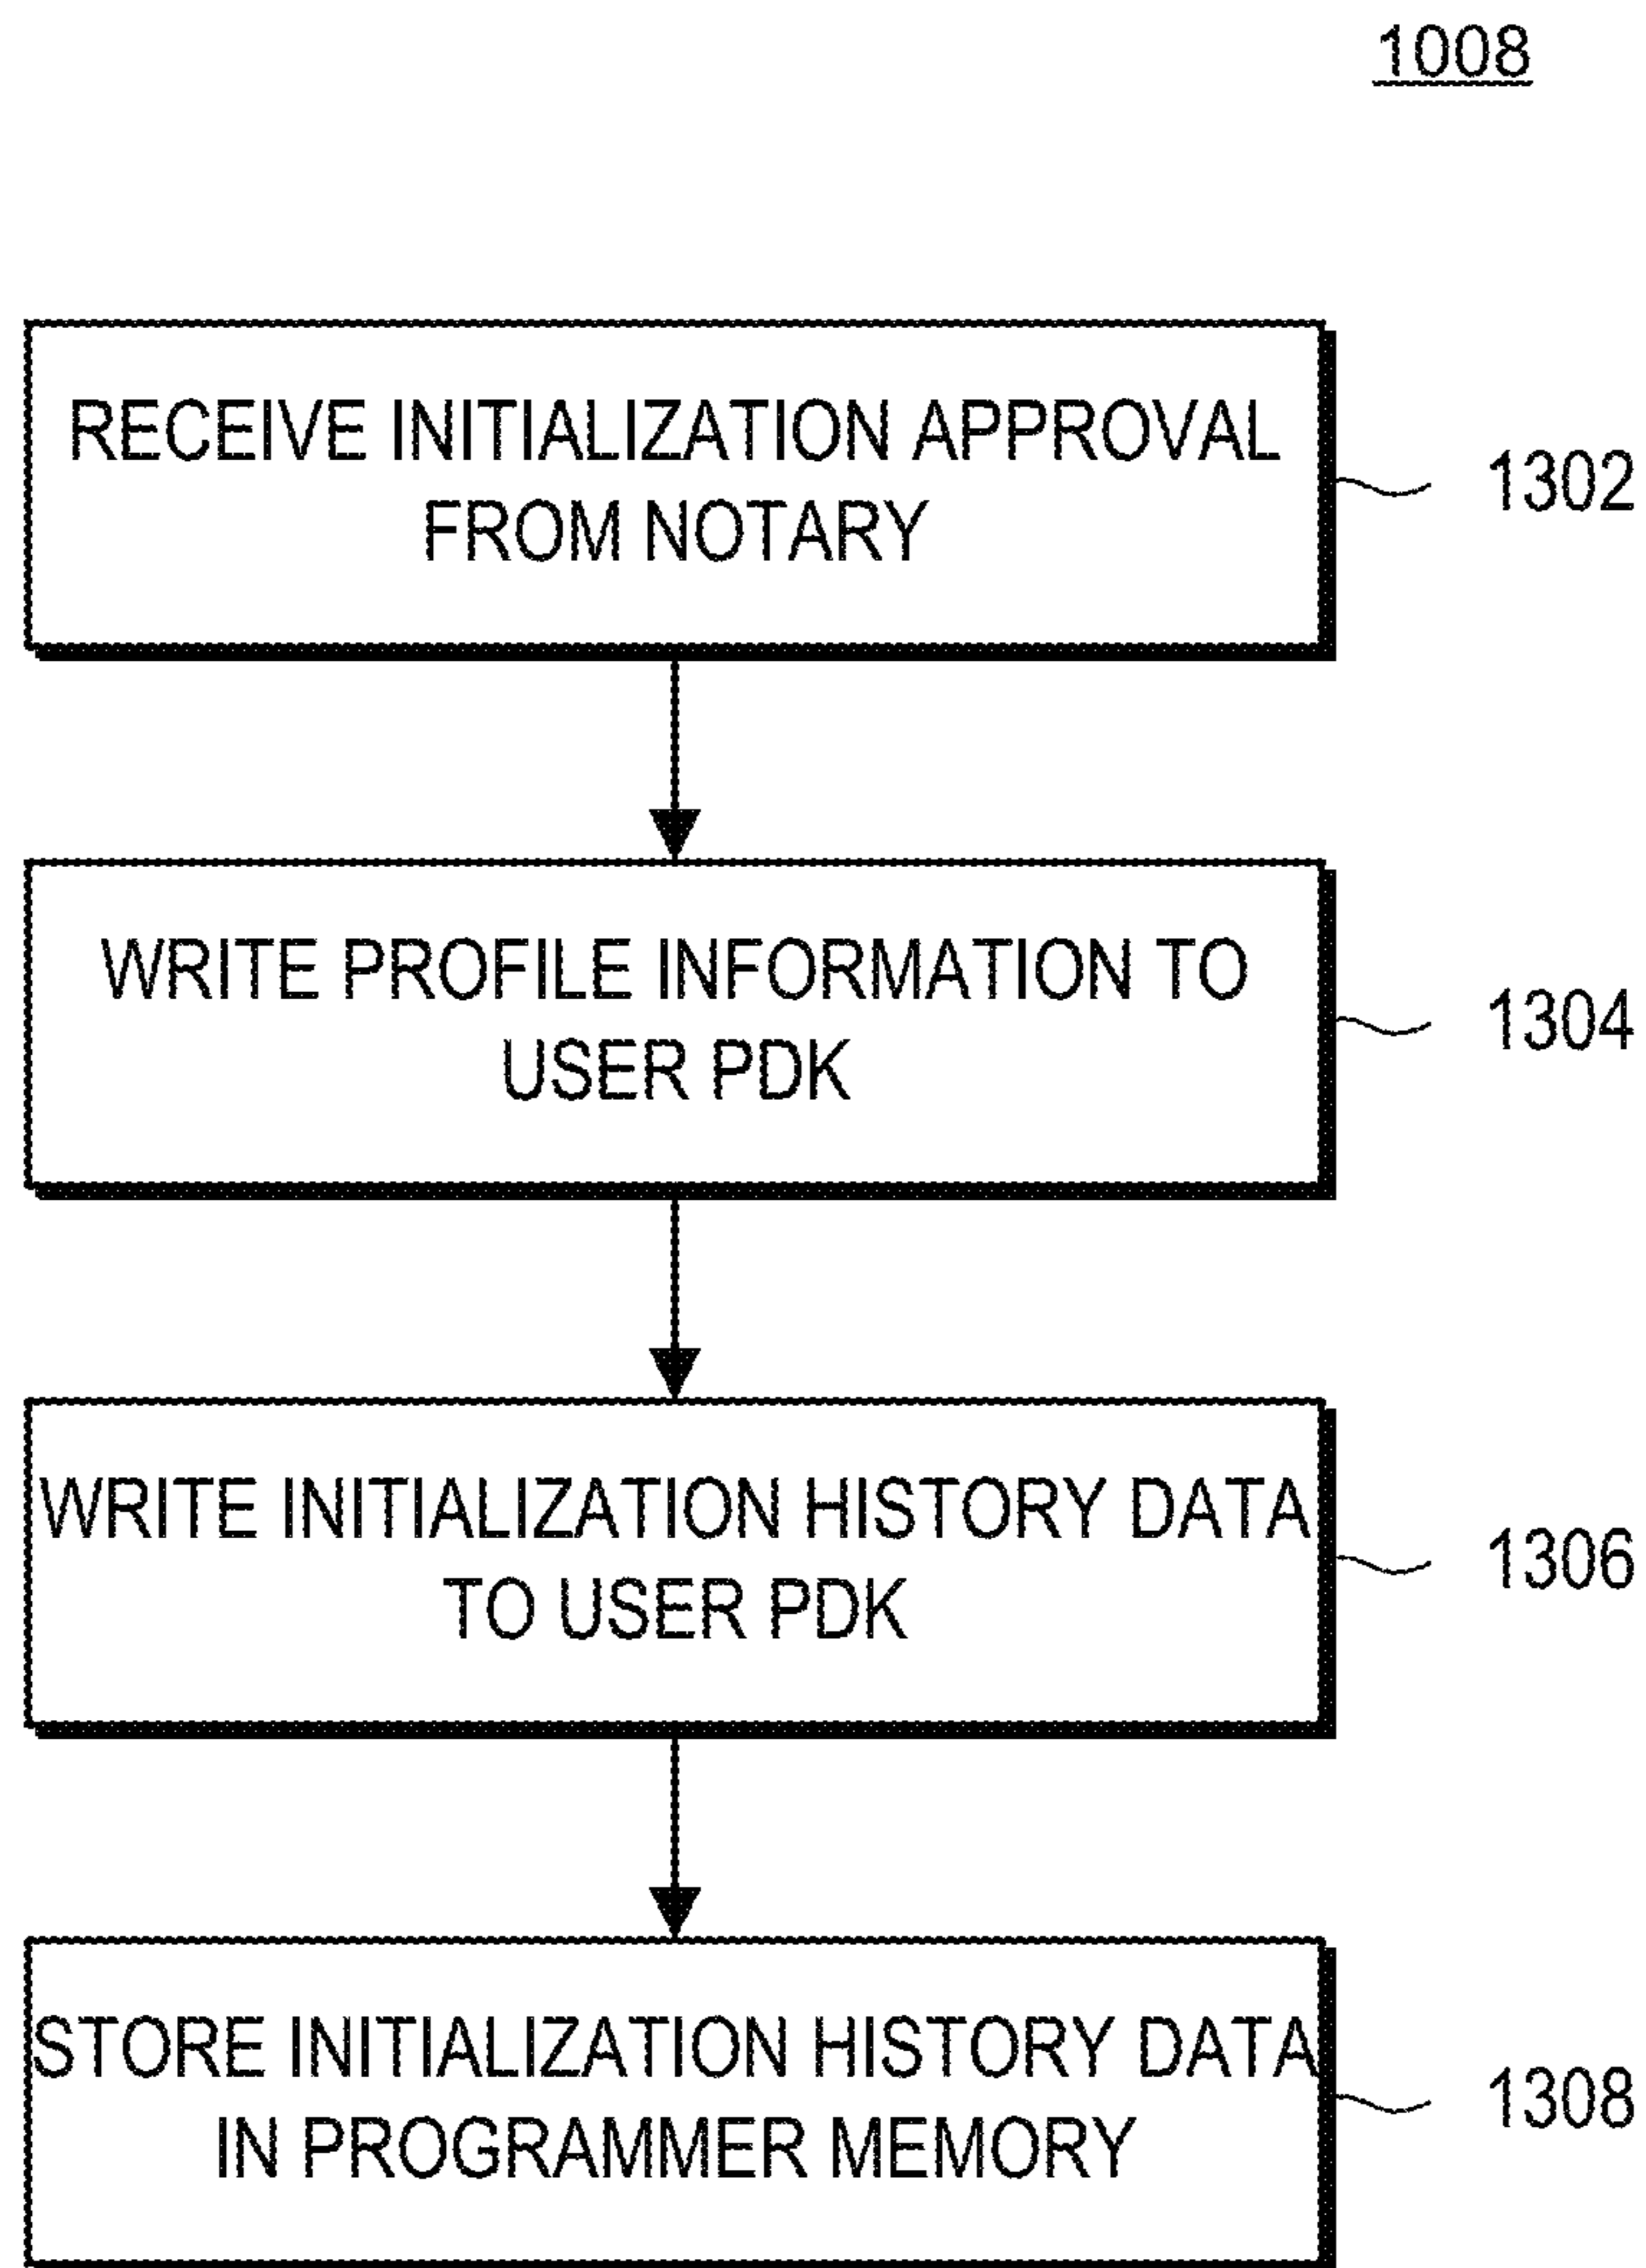 1008
RECEIVE INITIALIZATION APPROVAL
FROM NOTARY
1302
WRITE PROFILE INFORMATION TO
USER PDK
1304
WRITE INITIALIZATION HISTORY DATA
TO USER PDK
1306
STORE INITIALIZATION HISTORY DATA
IN PROGRAMMER MEMORY
1308